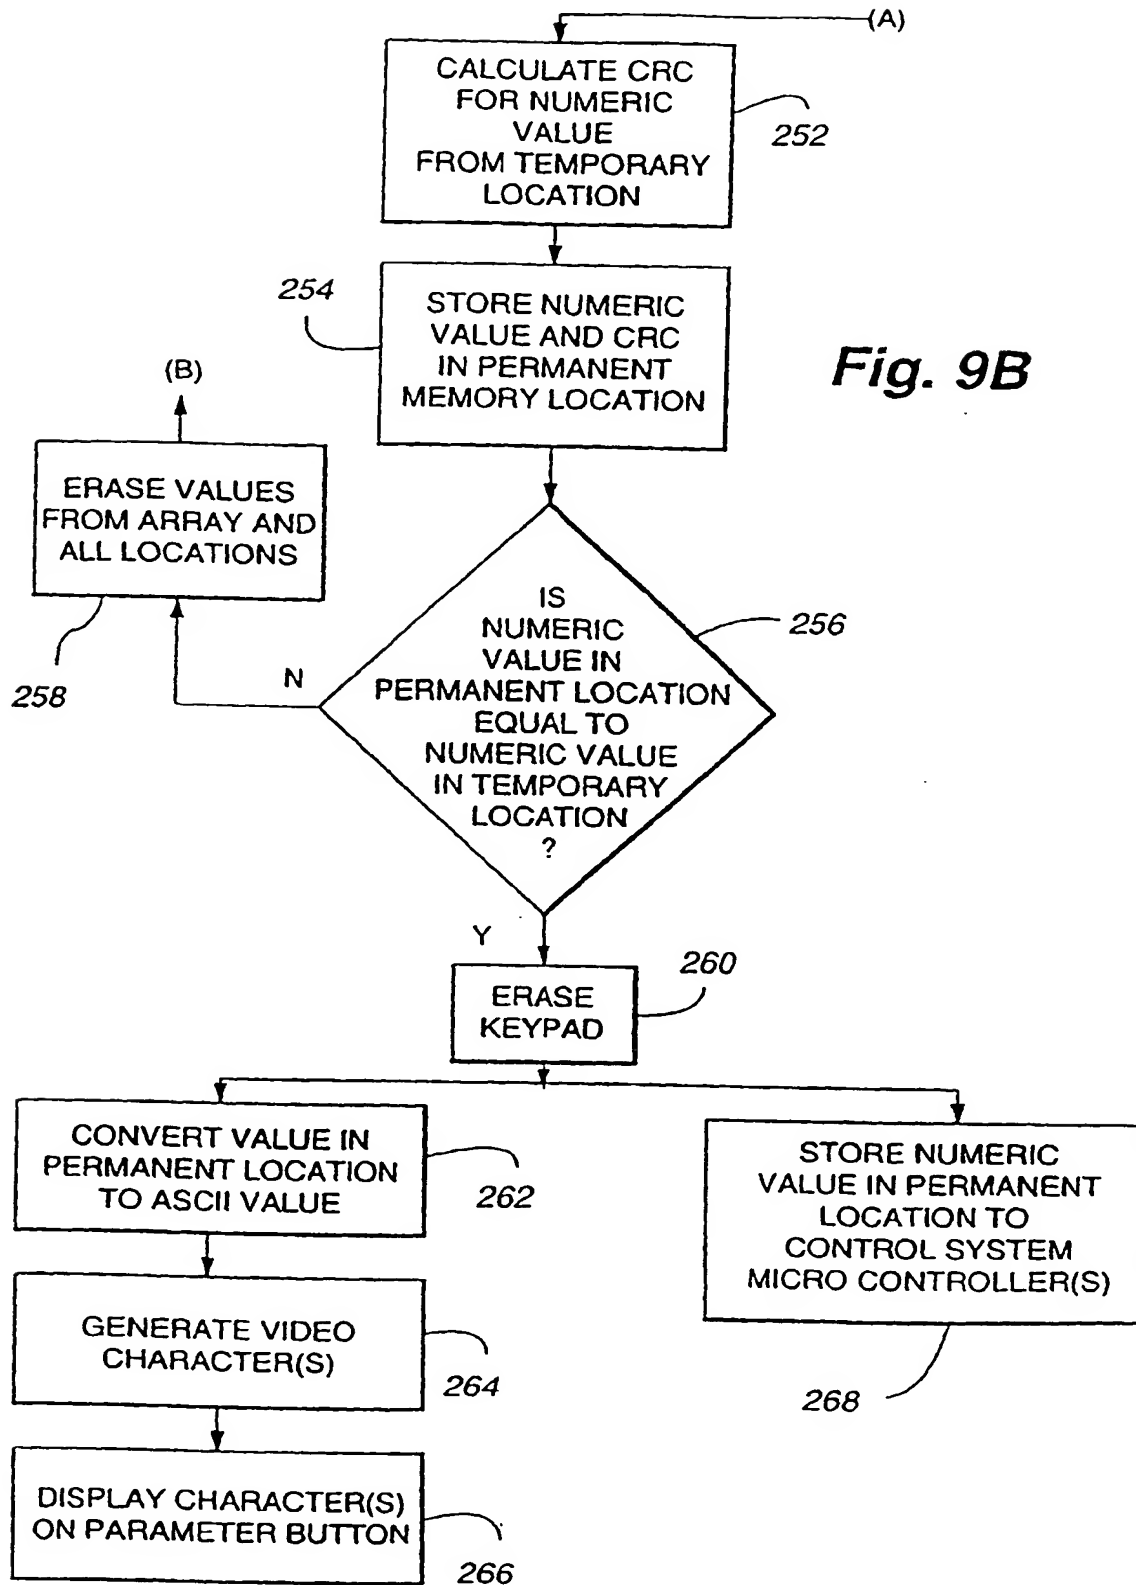 (A)
CALCULATE CRC
FOR NUMERIC
VALUE
FROM TEMPORARY
LOCATION
252
254
STORE NUMERIC
VALUE AND CRC
IN PERMANENT
MEMORY LOCATION
Fig. 9B
(B)
ERASE VALUES
FROM ARRAY AND
ALL LOCATIONS
258
N
IS
NUMERIC
VALUE IN
PERMANENT LOCATION
EQUAL TO
NUMERIC VALUE
IN TEMPORARY
LOCATION
?
256
Y
ERASE
KEYPAD
260
CONVERT VALUE IN
PERMANENT LOCATION
TO ASCII VALUE
262
GENERATE VIDEO
CHARACTER(S)
264
DISPLAY CHARACTER(S)
ON PARAMETER BUTTON
266
STORE NUMERIC
VALUE IN PERMANENT
LOCATION TO
CONTROL SYSTEM
MICRO CONTROLLER(S)
268